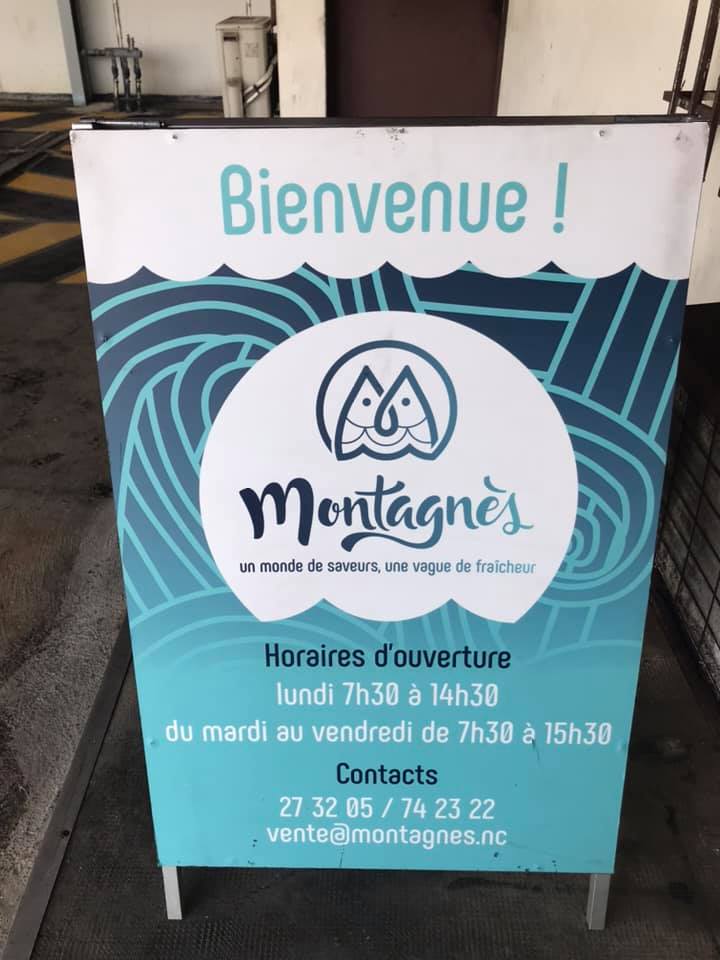 Bienvenue !
Montagnès
un monde de saveurs, une vague de fraîcheur
Horaires d'ouverture
lundi 7h30 à 14h30
du mardi au vendredi de 7h30 à 15h30
Contacts
27 32 05 / 74 23 22
vente@montagnes.nc